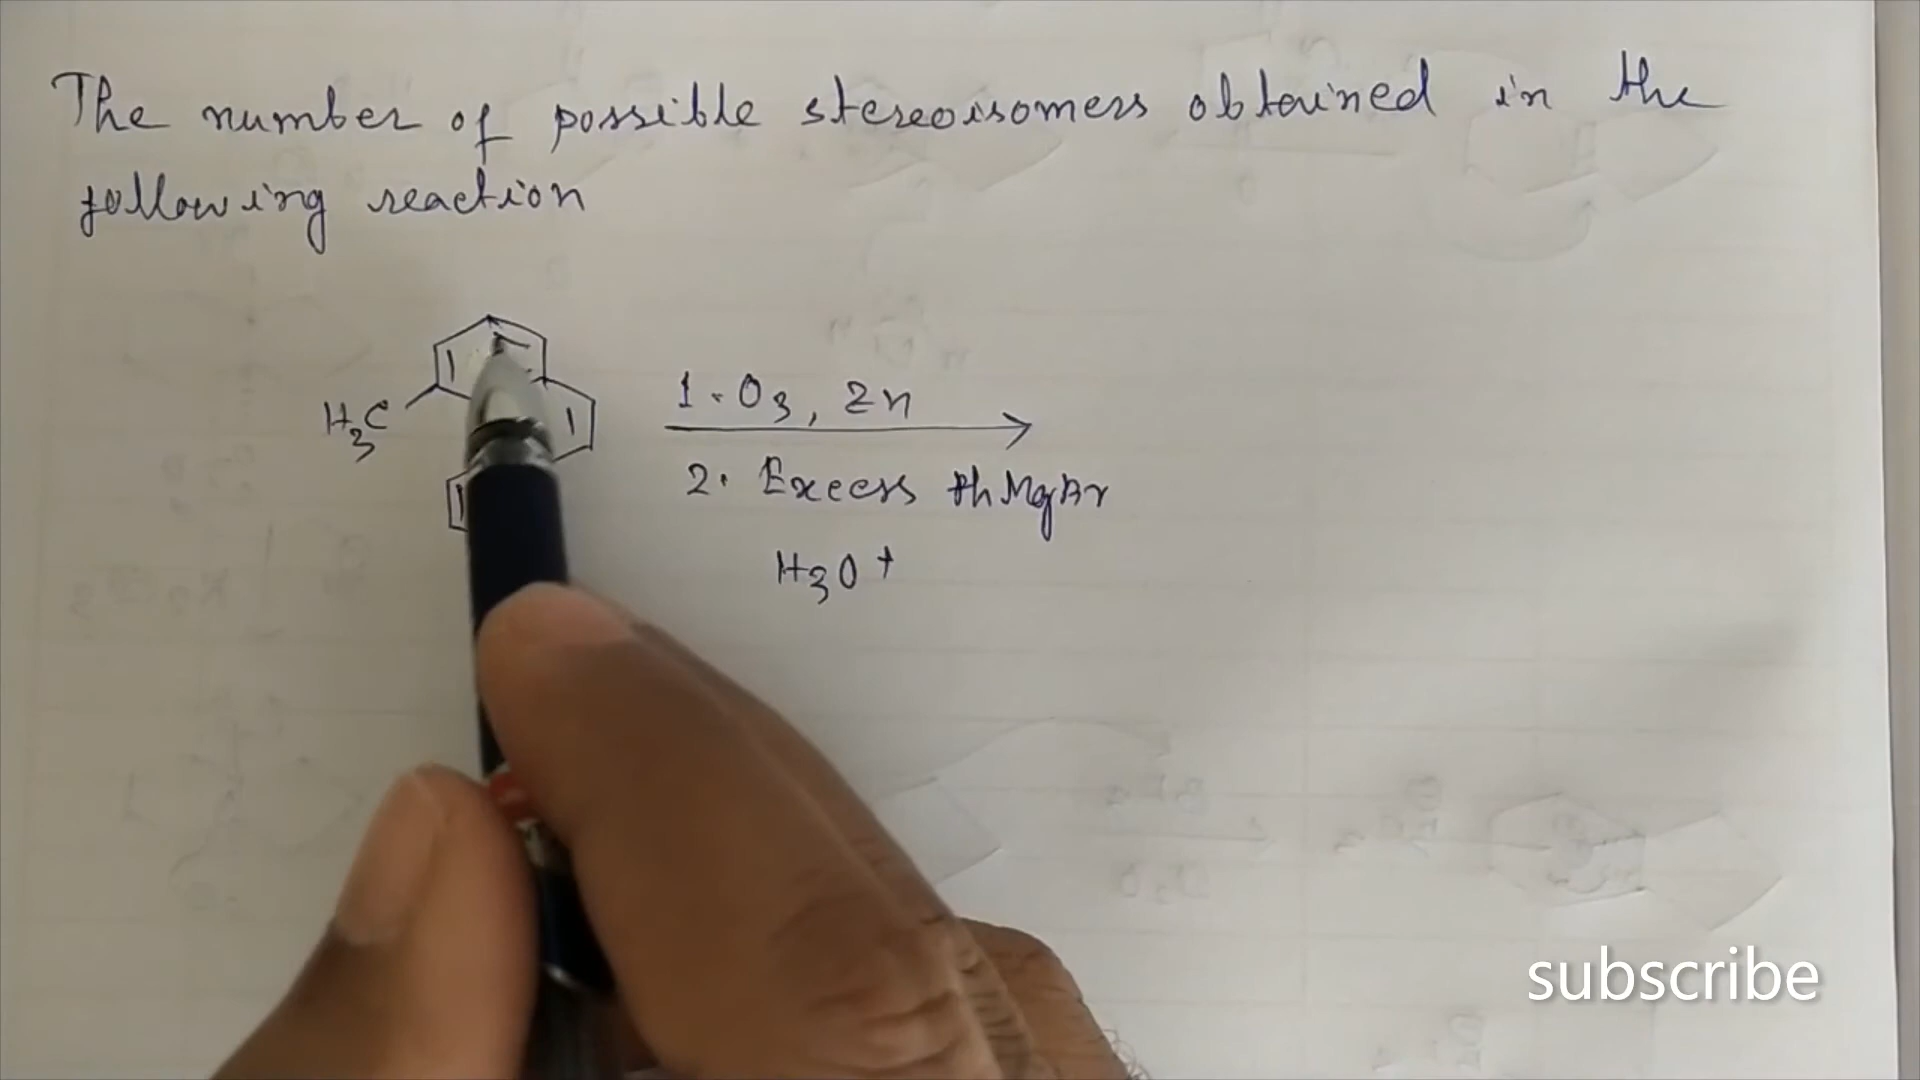 The number of possible stereoisomers obtained in the
following reaction
H3C
1. O3, Zn
2. Excess PhMgBr
H3O+
subscribe